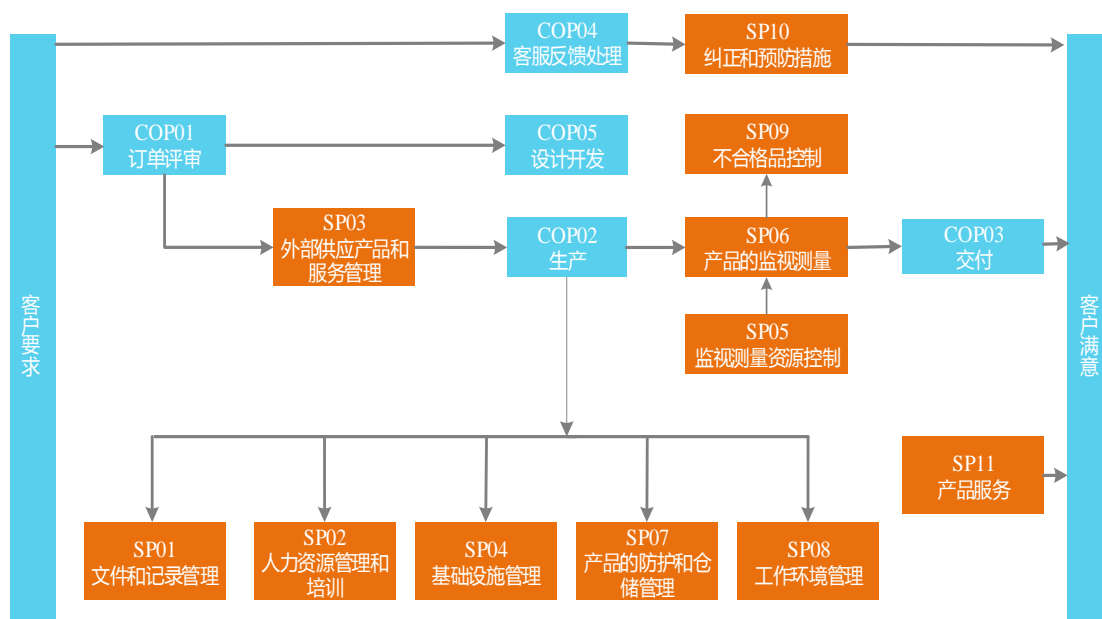 COP04
客服反馈处理
SP10
纠正和预防措施
COP01
订单评审
COP05
设计开发
SP09
不合格品控制
SP03
外部供应产品和
服务管理
COP02
生产
SP06
产品的监视测量
COP03
交付
客户要求
SP05
监视测量资源控制
客户满意
SP11
产品服务
SP01
文件和记录管理
SP02
人力资源管理和
培训
SP04
基础设施管理
SP07
产品的防护和仓
储管理
SP08
工作环境管理